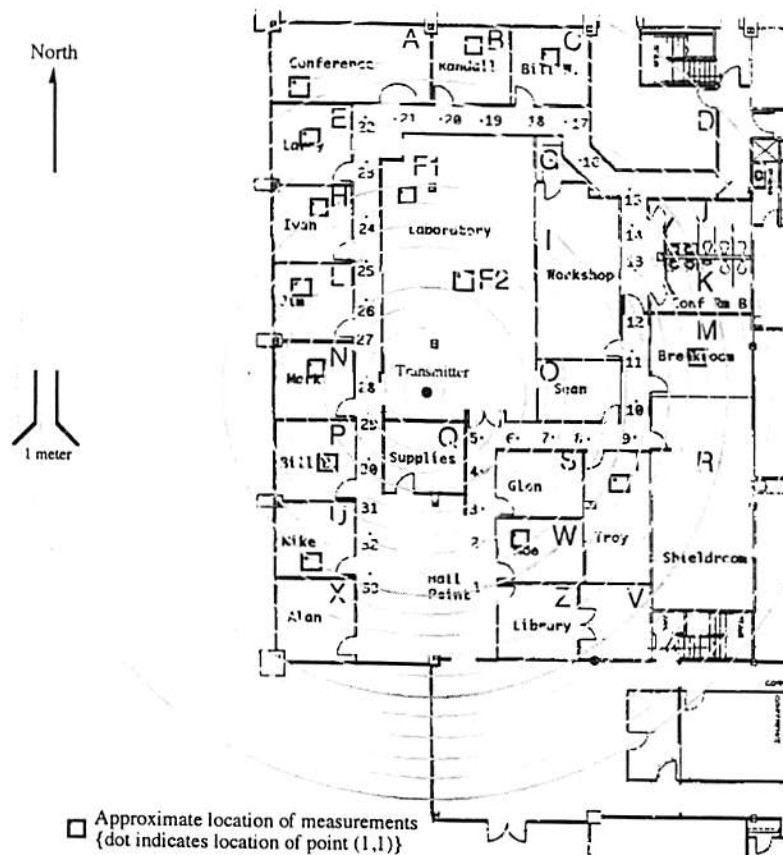 North
A
B
C
Conference
Randall
Bill W.
E
22
21
20
19
18
17
D
Larry
F1
G
16
23
H
15
J
Ivan
24
Laboratory
I
14
25
L
F2
Workshop
13
K
Jim
26
Conf Rm B
12
M
27
N
Breakroom
11
Mark
Transmitter
O
28
Sean
10
29
P
Q
5
6
7
8
9
1 meter
Bill
30
Supplies
4
S
R
Glen
31
U
3
Mike
32
2
W
Troy
Hall
Point
Shieldroom
X
33
1
Z
V
Alan
Library
Approximate location of measurements
{dot indicates location of point (1,1)}